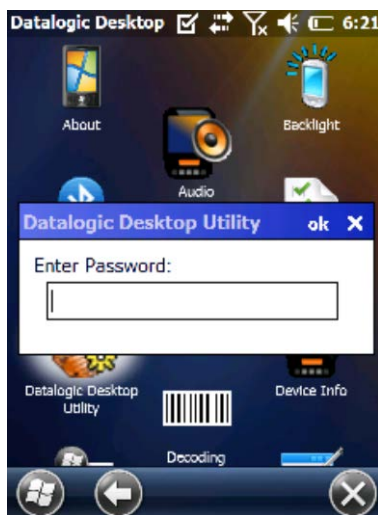 Datalogic Desktop 6:21
About
Backlight
Audio
Datalogic Desktop Utility ok X
Enter Password:
Datalogic Desktop
Utility
Device Info
Decoding